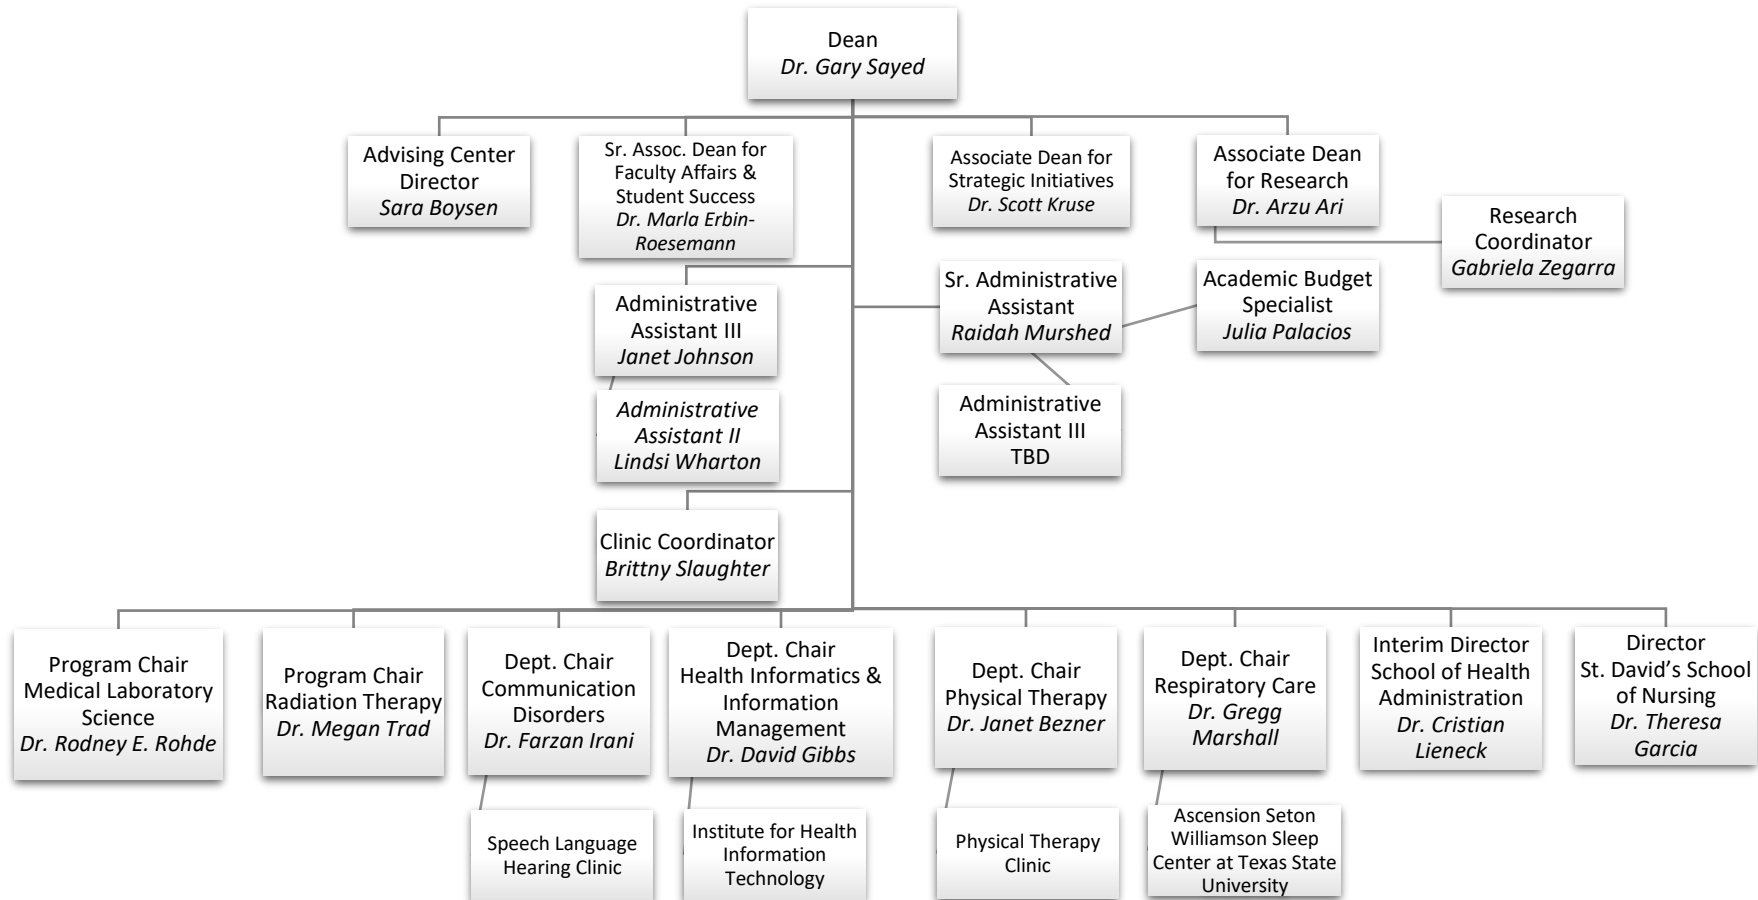 Dean
Dr. Gary Sayed
Advising Center
Director
Sara Boysen
Sr. Assoc. Dean for
Faculty Affairs &
Student Success
Dr. Marla Erbin-
Roesemann
Associate Dean for
Strategic Initiatives
Dr. Scott Kruse
Associate Dean
for Research
Dr. Arzu Ari
Research
Coordinator
Gabriela Zegarra
Administrative
Assistant III
Janet Johnson
Sr. Administrative
Assistant
Raidah Murshed
Academic Budget
Specialist
Julia Palacios
Administrative
Assistant II
Lindsi Wharton
Administrative
Assistant III
TBD
Clinic Coordinator
Brittny Slaughter
Program Chair
Medical Laboratory
Science
Dr. Rodney E. Rohde
Program Chair
Radiation Therapy
Dr. Megan Trad
Dept. Chair
Communication
Disorders
Dr. Farzan Irani
Dept. Chair
Health Informatics &
Information
Management
Dr. David Gibbs
Dept. Chair
Physical Therapy
Dr. Janet Bezner
Dept. Chair
Respiratory Care
Dr. Gregg
Marshall
Interim Director
School of Health
Administration
Dr. Cristian
Lieneck
Director
St. David’s School
of Nursing
Dr. Theresa
Garcia
Speech Language
Hearing Clinic
Institute for Health
Information
Technology
Physical Therapy
Clinic
Ascension Seton
Williamson Sleep
Center at Texas State
University